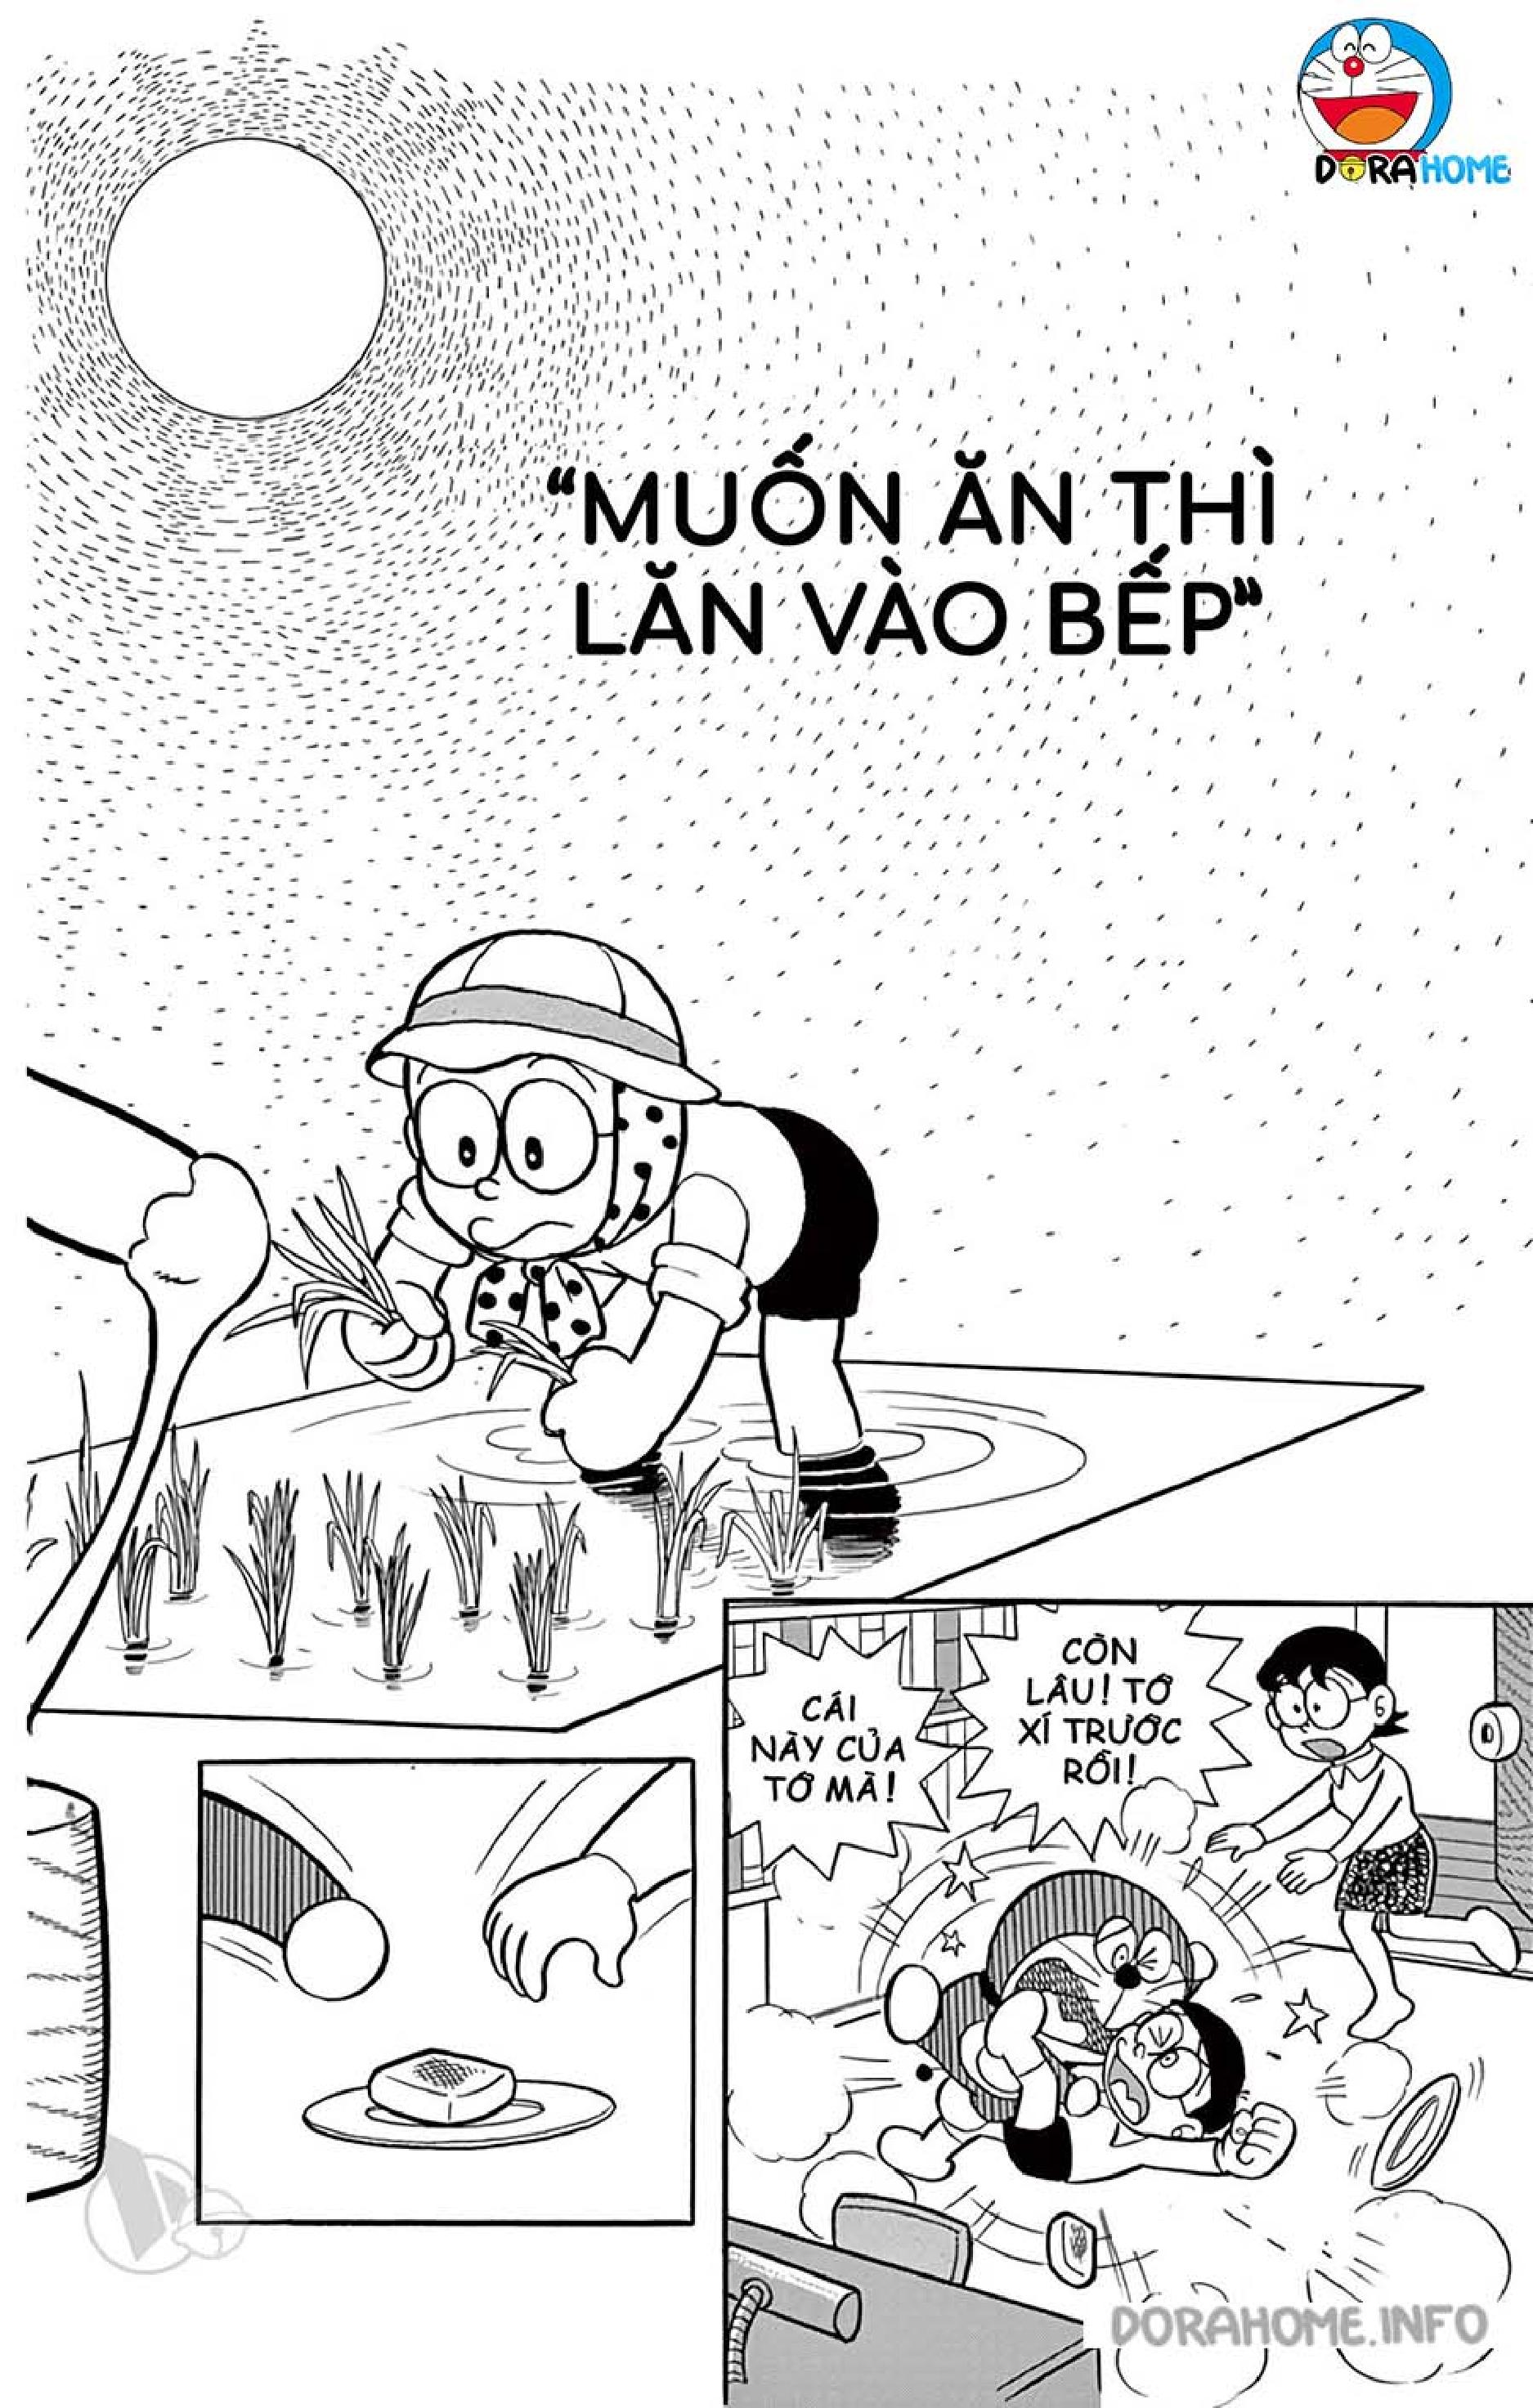 DORAHOME
“MUỐN ĂN THÌ
LĂN VÀO BẾP”
CÁI
NÀY CỦA
TỚ MÀ!
CÒN
LÂU! TỚ
XÍ TRƯỚC
RỒI!
DORAHOME.INFO